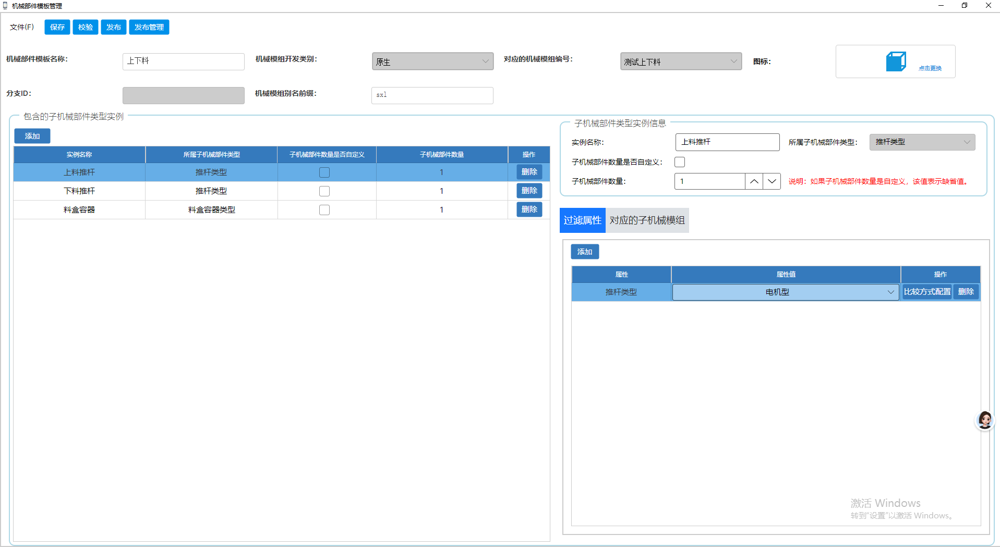 机械部件模板管理
文件(F) 保存 校验 发布 发布管理
机械部件模板名称： 上下料 机械模组开发类别： 原生 对应的机械模组编号： 测试上下料 图标： 点击更换
分支ID： 机械模组别名前缀： sxl
包含的子机械部件类型实例
添加
实例名称 所属子机械部件类型 子机械部件数量是否自定义 子机械部件数量 操作
上料推杆 推杆类型 1 删除
下料推杆 推杆类型 1 删除
料盒容器 料盒容器类型 1 删除
子机械部件类型实例信息
实例名称： 上料推杆 所属子机械部件类型： 推杆类型
子机械部件数量是否自定义：
子机械部件数量： 1 说明：如果子机械部件数量是自定义，该值表示缺省值。
过滤属性 对应的子机械模组
添加
属性 属性值 操作
推杆类型 电机型 比较方式配置 删除
激活 Windows
转到“设置”以激活 Windows。